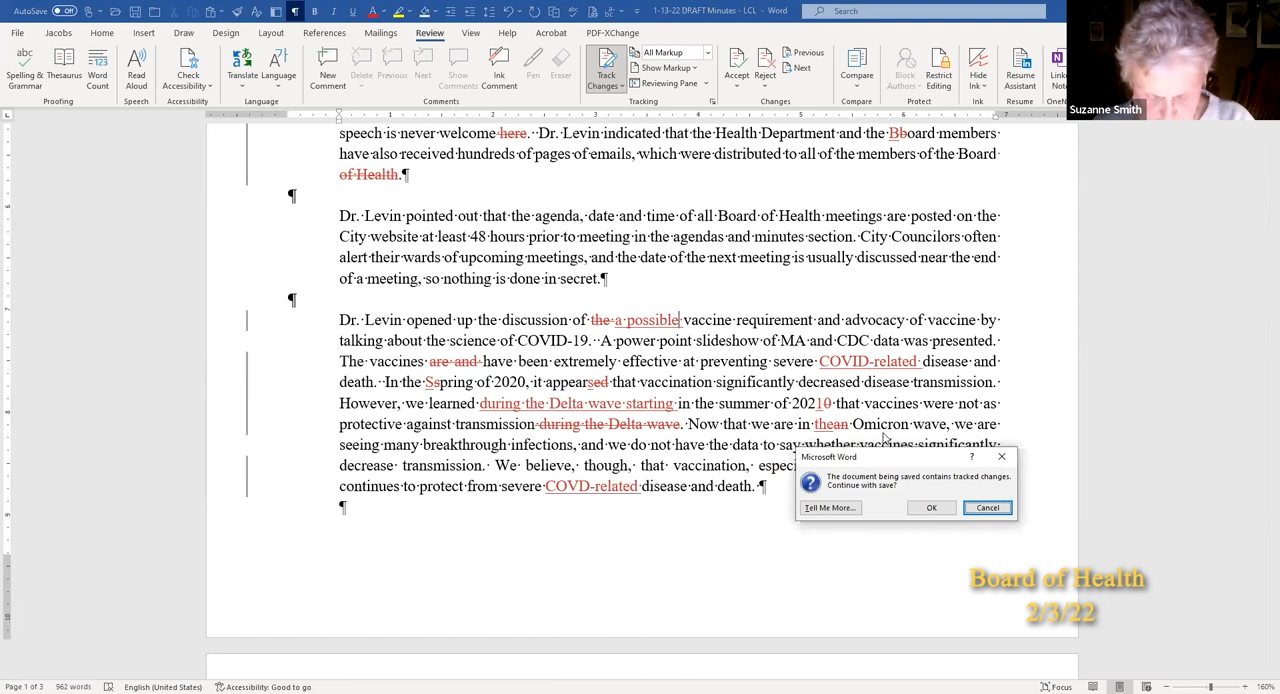 AutoSave Off 1-13-22 DRAFT Minutes - LCL - Word Search
File Jacobs Home Insert Draw Design Layout References Mailings Review View Help Acrobat PDF-XChange
Spelling & Grammar Thesaurus Word Count Read Aloud Check Accessibility Translate Language New Comment Delete Previous Next Show Comments Ink Comment Pen Eraser Track Changes All Markup Show Markup Reviewing Pane Accept Reject Previous Next Compare Block Authors Restrict Editing Hide Ink Resume Assistant
Proofing Speech Accessibility Language Comments Tracking Changes Compare Protect Ink Resume
Suzanne Smith
speech is never welcome here. Dr. Levin indicated that the Health Department and the Bboard members
have also received hundreds of pages of emails, which were distributed to all of the members of the Board
of Health.¶
¶
Dr. Levin pointed out that the agenda, date and time of all Board of Health meetings are posted on the
City website at least 48 hours prior to meeting in the agendas and minutes section. City Councilors often
alert their wards of upcoming meetings, and the date of the next meeting is usually discussed near the end
of a meeting, so nothing is done in secret.¶
¶
Dr. Levin opened up the discussion of the a possible vaccine requirement and advocacy of vaccine by
talking about the science of COVID-19. A power point slideshow of MA and CDC data was presented.
The vaccines are and have been extremely effective at preventing severe COVID-related disease and
death. In the Sspring of 2020, it appearsed that vaccination significantly decreased disease transmission.
However, we learned during the Delta wave starting in the summer of 20210 that vaccines were not as
protective against transmission during the Delta wave. Now that we are in thean Omicron wave, we are
seeing many breakthrough infections, and we do not have the data to say whether vaccines significantly
decrease transmission. We believe, though, that vaccination,
continues to protect from severe COVD-related disease and death. ¶
¶
Microsoft Word
The document being saved contains tracked changes.
Continue with save?
Tell Me More... OK Cancel
Board of Health
2/3/22
Page 1 of 3 962 words English (United States) Accessibility: Good to go Focus 160%